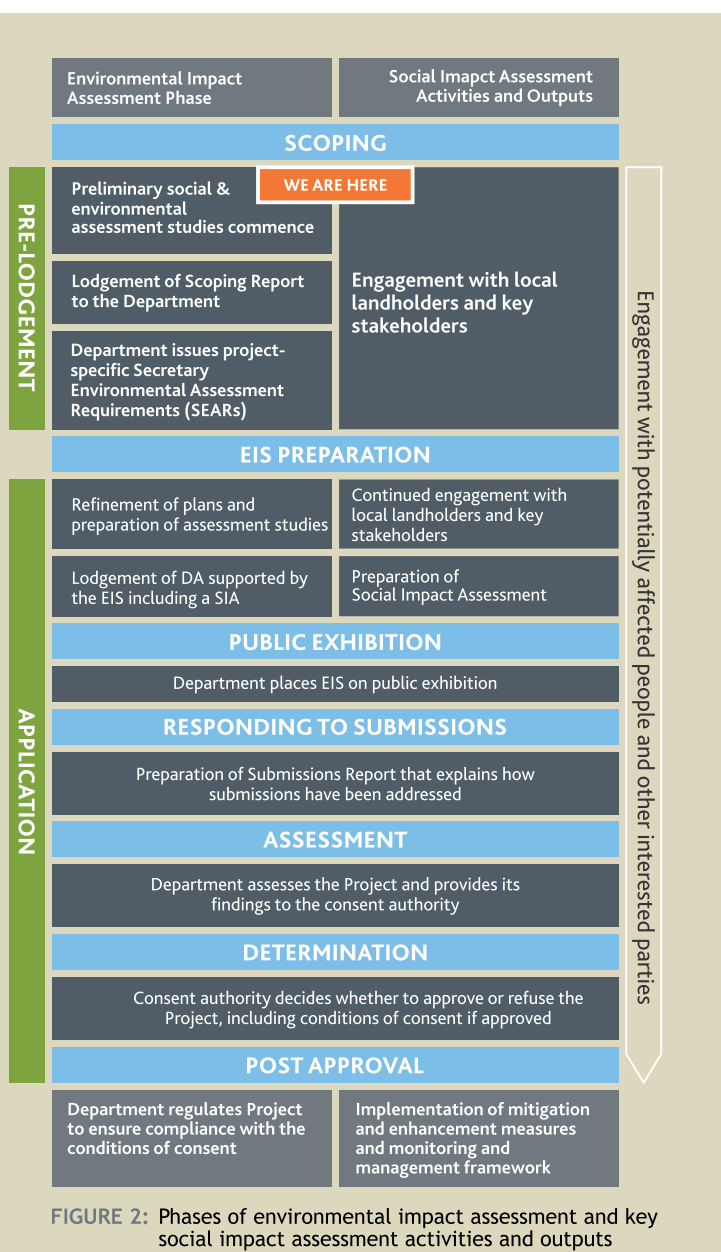 Environmental Impact
Assessment Phase
Social Imapct Assessment
Activities and Outputs
SCOPING
PRE-LODGEMENT
WE ARE HERE
Preliminary social &
environmental
assessment studies commence
Lodgement of Scoping Report
to the Department
Department issues project-
specific Secretary
Environmental Assessment
Requirements (SEARs)
Engagement with local
landholders and key
stakeholders
Engagement with potentially affected people and other interested parties
EIS PREPARATION
APPLICATION
Refinement of plans and
preparation of assessment studies
Continued engagement with
local landholders and key
stakeholders
Lodgement of DA supported by
the EIS including a SIA
Preparation of
Social Impact Assessment
PUBLIC EXHIBITION
Department places EIS on public exhibition
RESPONDING TO SUBMISSIONS
Preparation of Submissions Report that explains how
submissions have been addressed
ASSESSMENT
Department assesses the Project and provides its
findings to the consent authority
DETERMINATION
Consent authority decides whether to approve or refuse the
Project, including conditions of consent if approved
POST APPROVAL
Department regulates Project
to ensure compliance with the
conditions of consent
Implementation of mitigation
and enhancement measures
and monitoring and
management framework
FIGURE 2: Phases of environmental impact assessment and key
social impact assessment activities and outputs